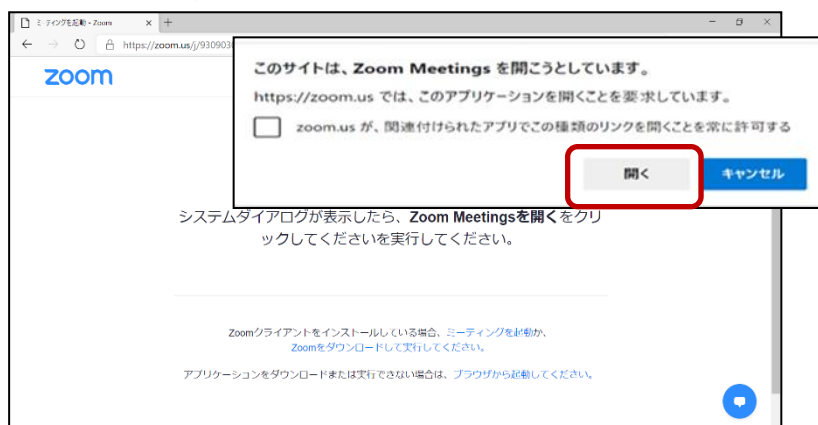 ミーティングを起動 - Zoom
https://zoom.us/j/930903
zoom
このサイトは、Zoom Meetings を開こうとしています。
https://zoom.us では、このアプリケーションを開くことを要求しています。
zoom.us が、関連付けられたアプリでこの種類のリンクを開くことを常に許可する
開く
キャンセル
システムダイアログが表示したら、Zoom Meetingsを開くをクリ
ックしてくださいを実行してください。
Zoomクライアントをインストールしている場合、ミーティングを起動か、
Zoomをダウンロードして実行してください。
アプリケーションをダウンロードまたは実行できない場合は、ブラウザから起動してください。